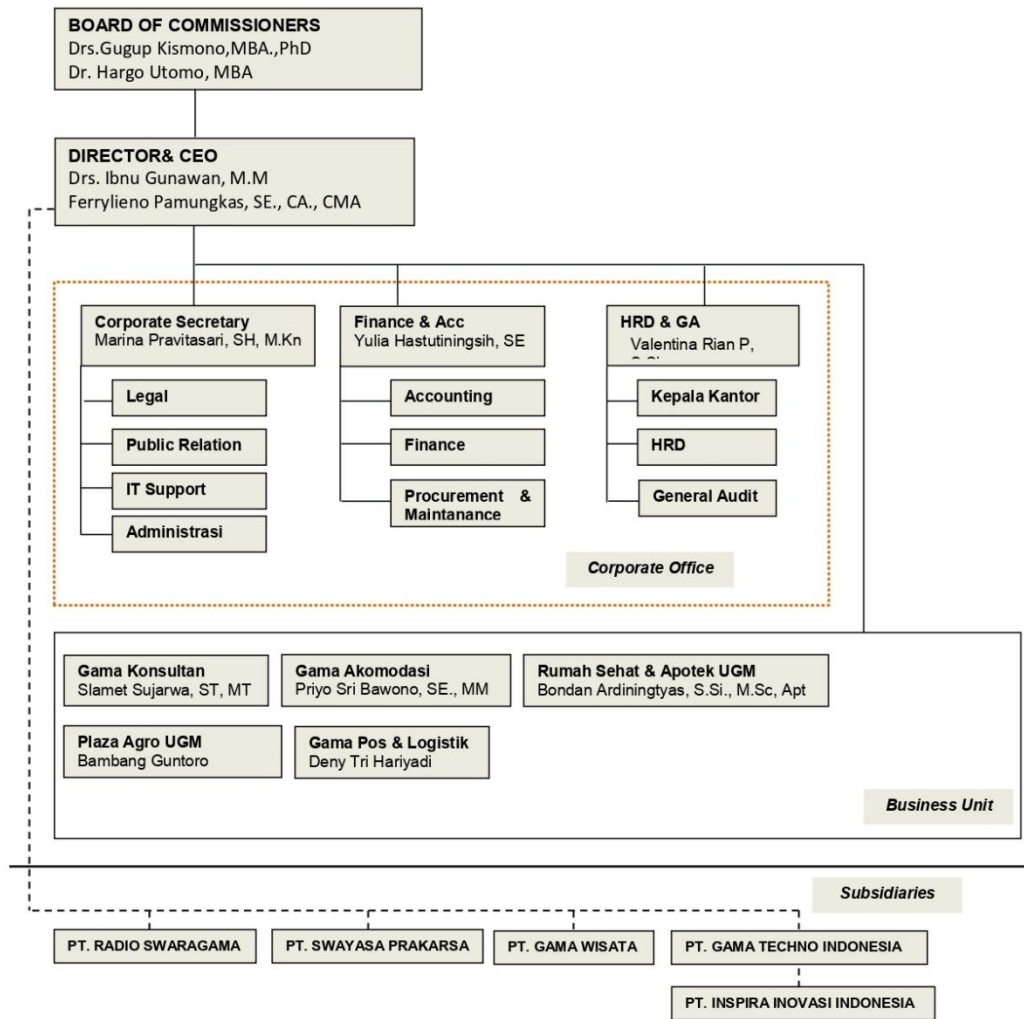 BOARD OF COMMISSIONERS
Drs.Gugup Kismono,MBA.,PhD
Dr. Hargo Utomo, MBA
DIRECTOR& CEO
Drs. Ibnu Gunawan, M.M
Ferrylieno Pamungkas, SE., CA., CMA
Corporate Secretary
Marina Pravitasari, SH, M.Kn
Legal
Public Relation
IT Support
Administrasi
Finance & Acc
Yulia Hastutiningsih, SE
Accounting
Finance
Procurement &
Maintanance
HRD & GA
Valentina Rian P,
Kepala Kantor
HRD
General Audit
Corporate Office
Gama Konsultan
Slamet Sujarwa, ST, MT
Gama Akomodasi
Priyo Sri Bawono, SE., MM
Rumah Sehat & Apotek UGM
Bondan Ardiningtyas, S.Si., M.Sc, Apt
Plaza Agro UGM
Bambang Guntoro
Gama Pos & Logistik
Deny Tri Hariyadi
Business Unit
Subsidiaries
PT. RADIO SWARAGAMA
PT. SWAYASA PRAKARSA
PT. GAMA WISATA
PT. GAMA TECHNO INDONESIA
PT. INSPIRA INOVASI INDONESIA